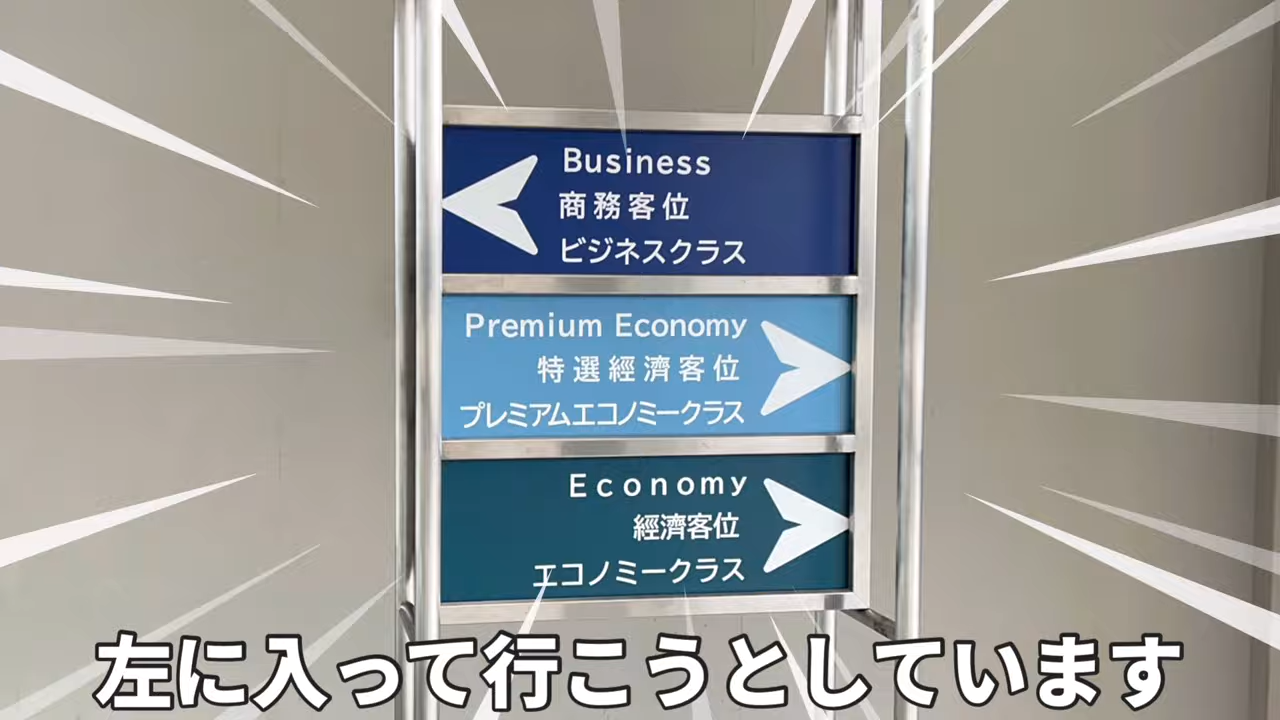 Business
商務客位
ビジネスクラス
Premium Economy
特選經濟客位
プレミアムエコノミークラス
Economy
經濟客位
エコノミークラス
左に入って行こうとしています